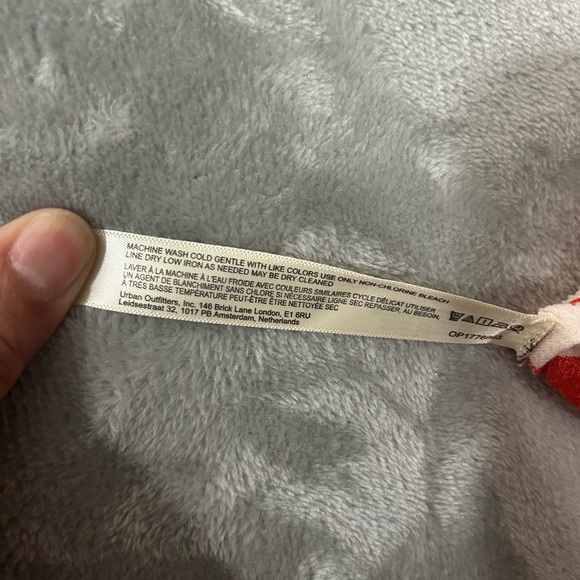 MACHINE WASH COLD GENTLE WITH LIKE COLORS USE ONLY NON-CHLORINE BLEACH
LINE DRY LOW IRON AS NEEDED MAY BE DRY CLEANED
LAVER À LA MACHINE À L'EAU FROIDE AVEC COULEURS SIMILAIRES CYCLE DÉLICAT UTILISER
UN AGENT DE BLANCHIMENT SANS CHLORE SI NÉCESSAIRE LIGNE SEC REPASSER, AU BESOIN,
À TRÈS BASSE TEMPÉRATURE PEUT-ÊTRE ÊTRE NETTOYÉE SEC
Urban Outfitters, Inc. 146 Brick Lane London, E1 6RU
Leidsestraat 32, 1017 PB Amsterdam, Netherlands